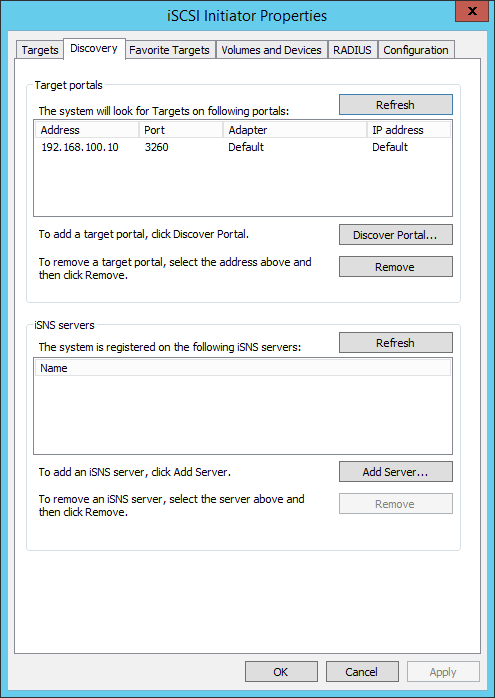 iSCSI Initiator Properties
x
Targets Discovery Favorite Targets Volumes and Devices RADIUS Configuration
Target portals
The system will look for Targets on following portals: Refresh
Address Port Adapter IP address
192.168.100.10 3260 Default Default
To add a target portal, click Discover Portal. Discover Portal...
To remove a target portal, select the address above and
then click Remove.
Remove
iSNS servers
The system is registered on the following iSNS servers: Refresh
Name
To add an iSNS server, click Add Server. Add Server...
To remove an iSNS server, select the server above and
then click Remove.
Remove
OK Cancel Apply